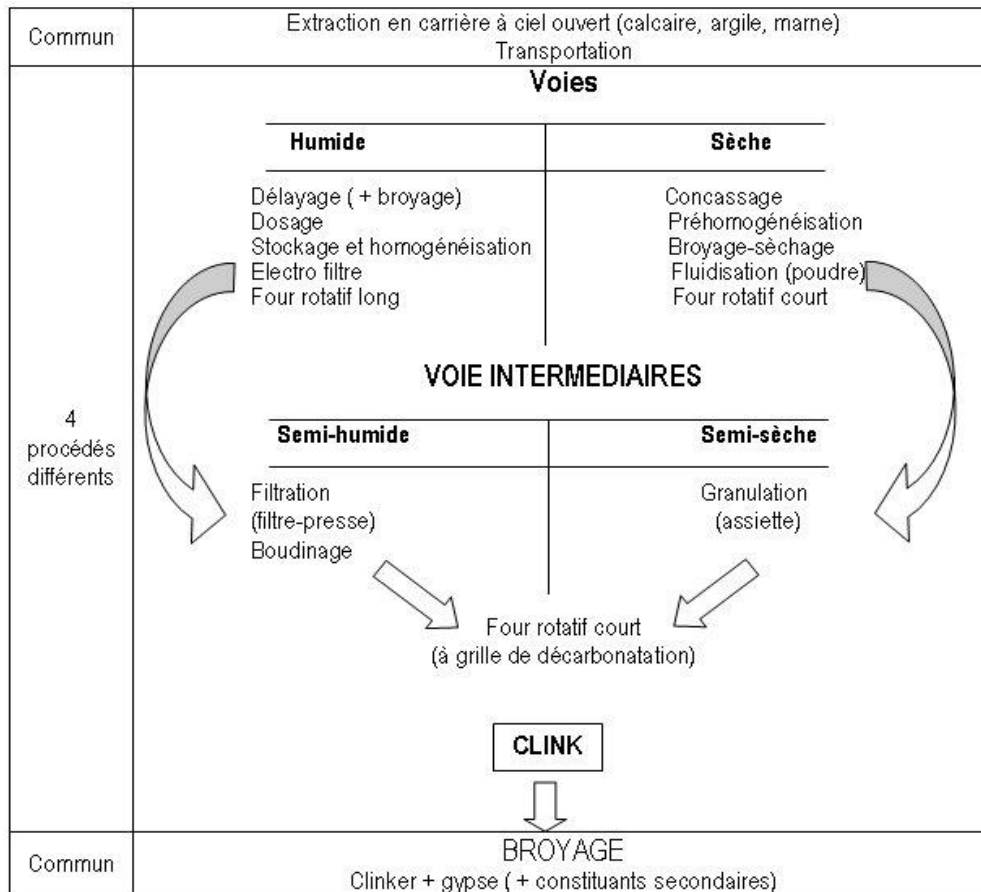 Commun
Extraction en carrière à ciel ouvert (calcaire, argile, marne)
Transportation
4
procédés
différents
Voies
Humide
Sèche
Délayage ( + broyage)
Dosage
Stockage et homogénéisation
Electro filtre
Four rotatif long
Concassage
Préhomogénéisation
Broyage-sèchage
Fluidisation (poudre)
Four rotatif court
VOIE INTERMEDIAIRES
Semi-humide
Semi-sèche
Filtration
(filtre-presse)
Boudinage
Granulation
(assiette)
Four rotatif court
(à grille de décarbonatation)
CLINK
Commun
BROYAGE
Clinker + gypse ( + constituants secondaires)